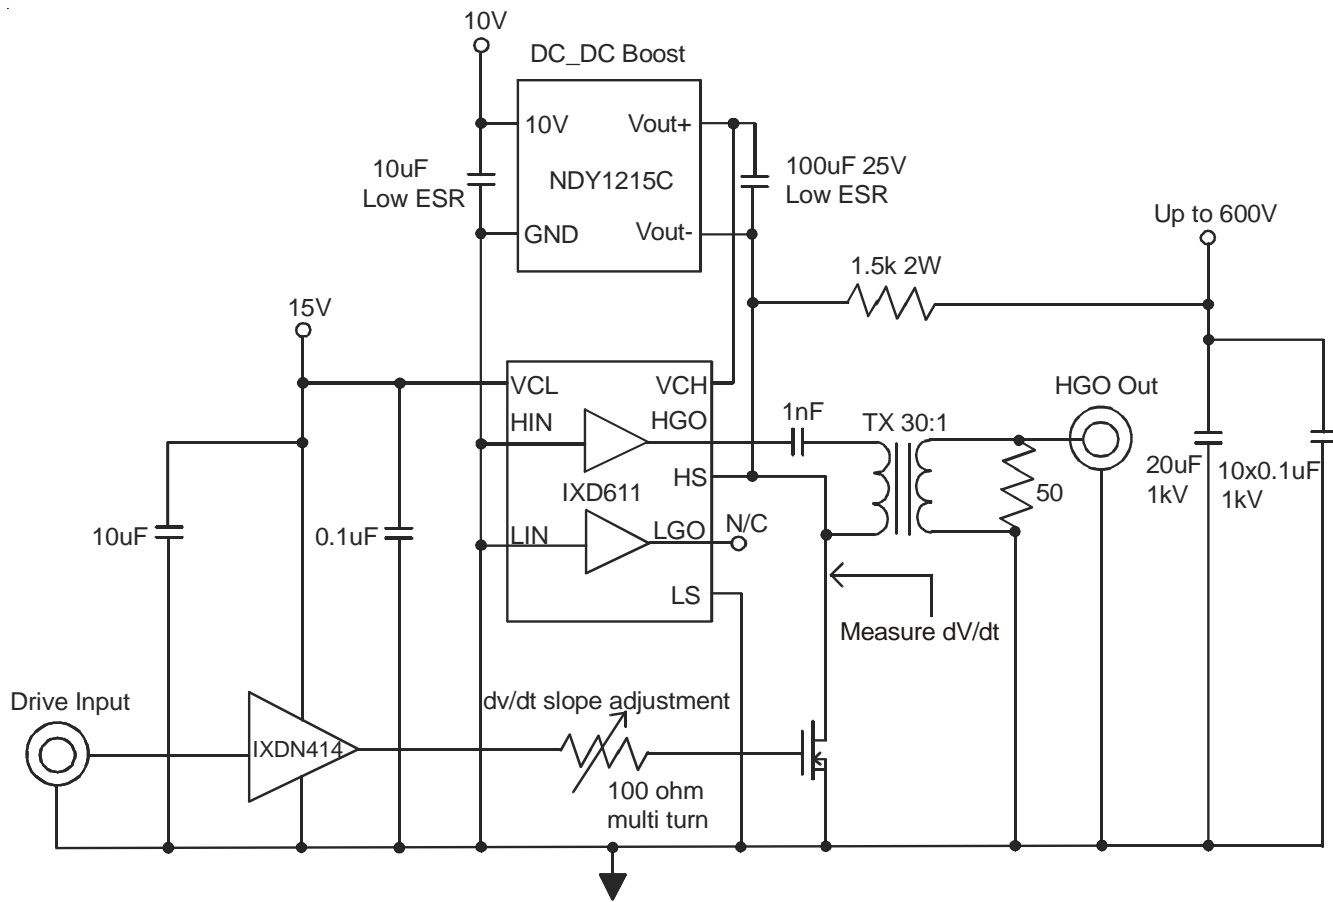 10V
DC_DC Boost
10V
Vout+
10uF
Low ESR
NDY1215C
100uF 25V
Low ESR
GND
Vout-
Up to 600V
1.5k 2W
15V
VCL
VCH
HIN
HGO
1nF
TX 30:1
HGO Out
IXD611
HS
20uF
1kV
10x0.1uF
1kV
50
10uF
0.1uF
LIN
LGO
N/C
LS
Measure dV/dt
Drive Input
dv/dt slope adjustment
IXDN414
100 ohm
multi turn